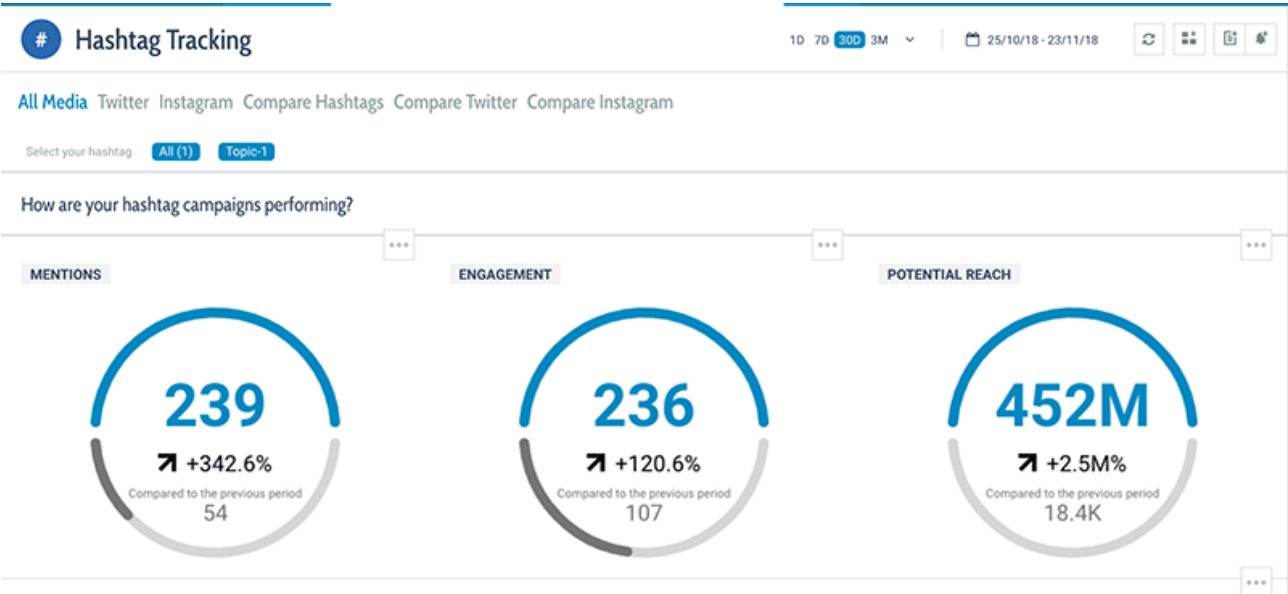 # Hashtag Tracking
1D 7D 30D 3M 25/10/18 - 23/11/18
All Media Twitter Instagram Compare Hashtags Compare Twitter Compare Instagram
Select your hashtag All (1) Topic-1
How are your hashtag campaigns performing?
MENTIONS
239
+342.6%
Compared to the previous period
54
ENGAGEMENT
236
+120.6%
Compared to the previous period
107
POTENTIAL REACH
452M
+2.5M%
Compared to the previous period
18.4K